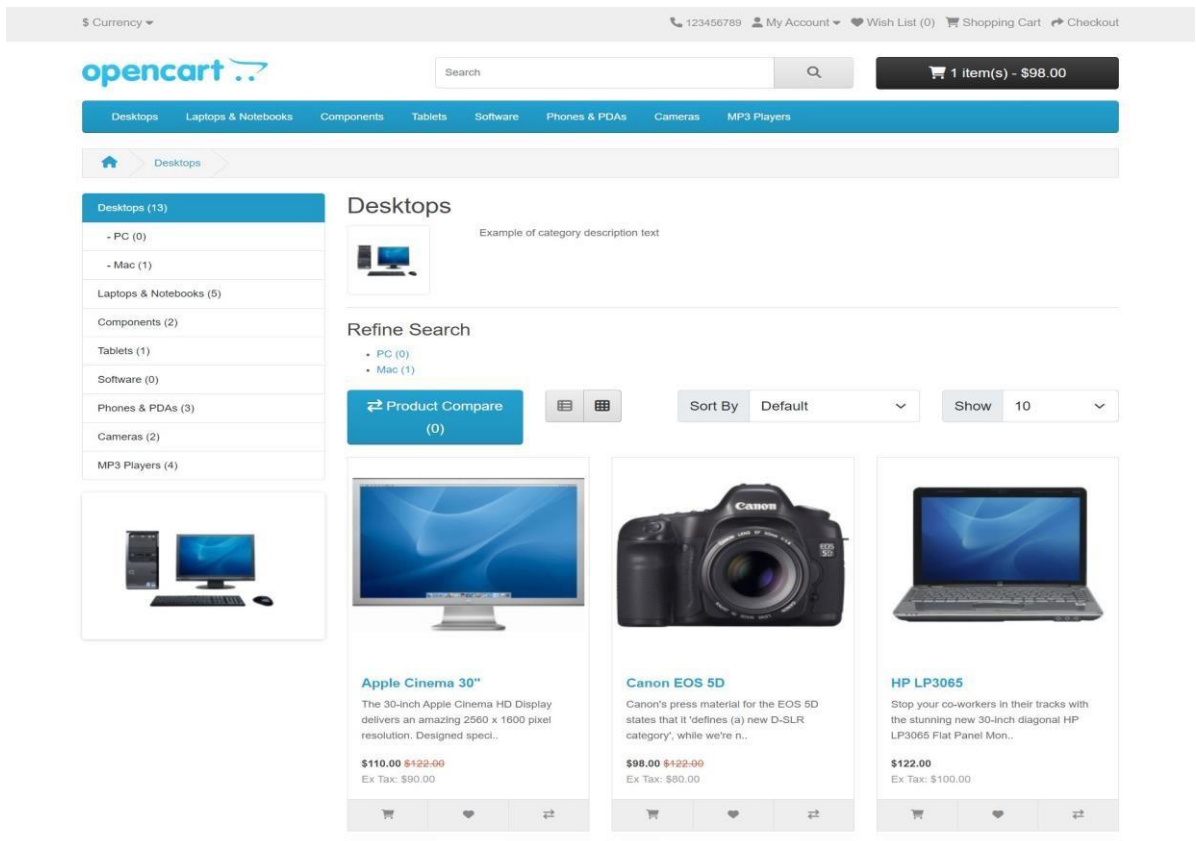 $ Currency
123456789 My Account Wish List (0) Shopping Cart Checkout
opencart
Search
1 item(s) - $98.00
Desktops Laptops & Notebooks Components Tablets Software Phones & PDAs Cameras MP3 Players
Desktops
Desktops (13)
- PC (0)
- Mac (1)
Laptops & Notebooks (5)
Components (2)
Tablets (1)
Software (0)
Phones & PDAs (3)
Cameras (2)
MP3 Players (4)
Desktops
Example of category description text
Refine Search
• PC (0)
• Mac (1)
Product Compare
(0)
Sort By Default
Show 10
Canon
EOS
5D
Apple Cinema 30"
The 30-inch Apple Cinema HD Display
delivers an amazing 2560 x 1600 pixel
resolution. Designed speci..
$110.00 $122.00
Ex Tax: $90.00
Canon EOS 5D
Canon's press material for the EOS 5D
states that it 'defines (a) new D-SLR
category', while we're n..
$98.00 $122.00
Ex Tax: $80.00
HP LP3065
Stop your co-workers in their tracks with
the stunning new 30-inch diagonal HP
LP3065 Flat Panel Mon..
$122.00
Ex Tax: $100.00